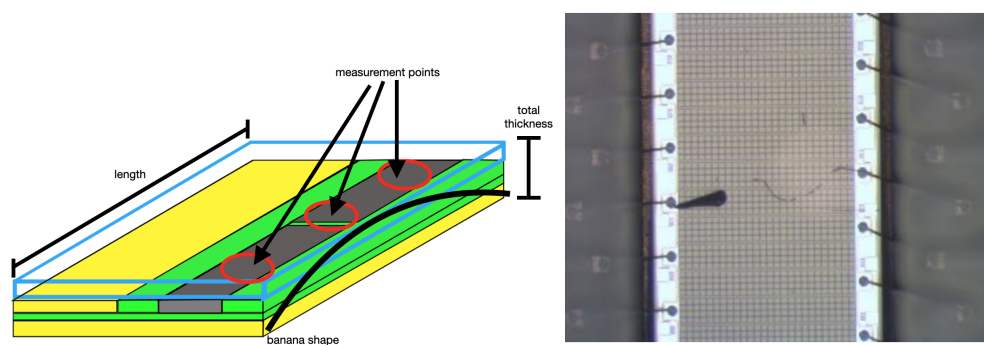 measurement points
total
thickness
length
banana shape